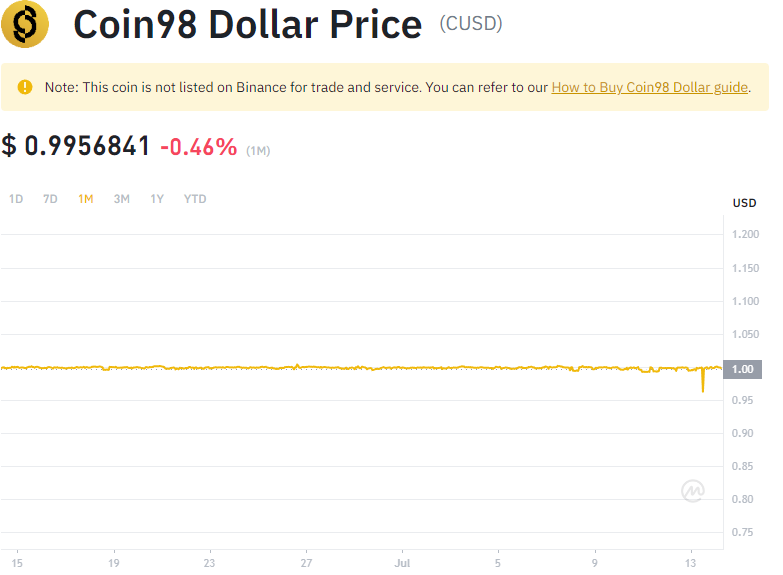 Coin98 Dollar Price (CUSD)
Note: This coin is not listed on Binance for trade and service. You can refer to our How to Buy Coin98 Dollar guide.
$ 0.9956841 -0.46% (1M)
1D 7D 1M 3M 1Y YTD
USD
1.200
1.150
1.100
1.050
1.00
0.95
0.90
0.85
0.80
0.75
15 19 23 27 Jul 5 9 13